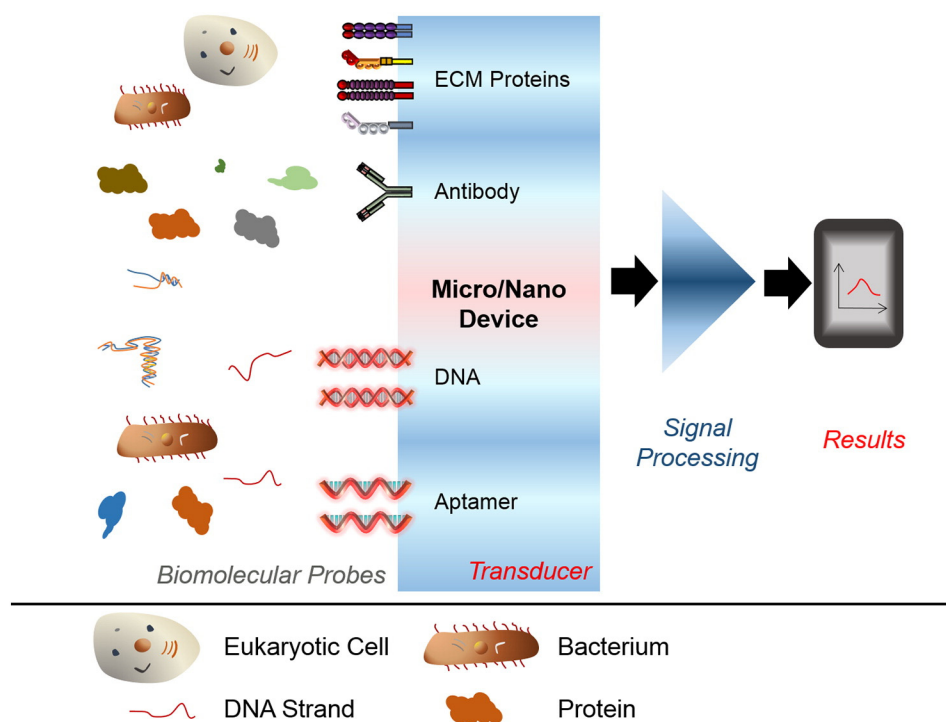 ECM Proteins
Antibody
Micro/Nano
Device
DNA
Aptamer
Signal
Processing
Results
Biomolecular Probes
Transducer
Eukaryotic Cell
Bacterium
DNA Strand
Protein